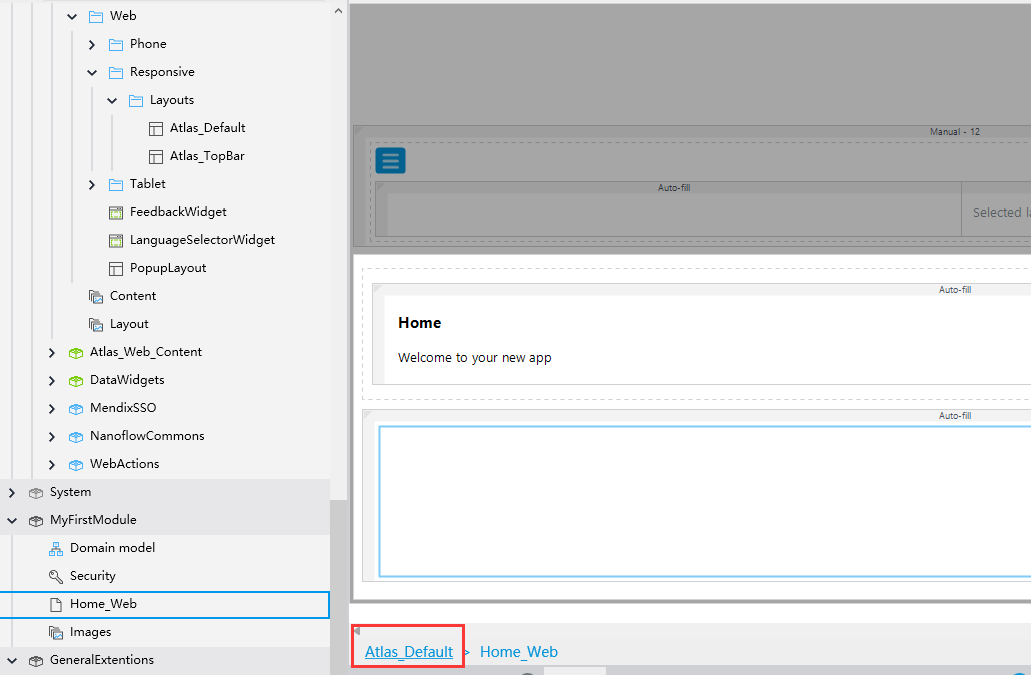 Web
Phone
Responsive
Layouts
Atlas_Default
Atlas_TopBar
Tablet
FeedbackWidget
LanguageSelectorWidget
PopupLayout
Content
Layout
Atlas_Web_Content
DataWidgets
MendixSSO
NanoflowCommons
WebActions
System
MyFirstModule
Domain model
Security
Home_Web
Images
GeneralExtentions
Manual - 12
Auto-fill
Selected
Auto-fill
Home
Welcome to your new app
Auto-fill
Atlas_Default > Home_Web